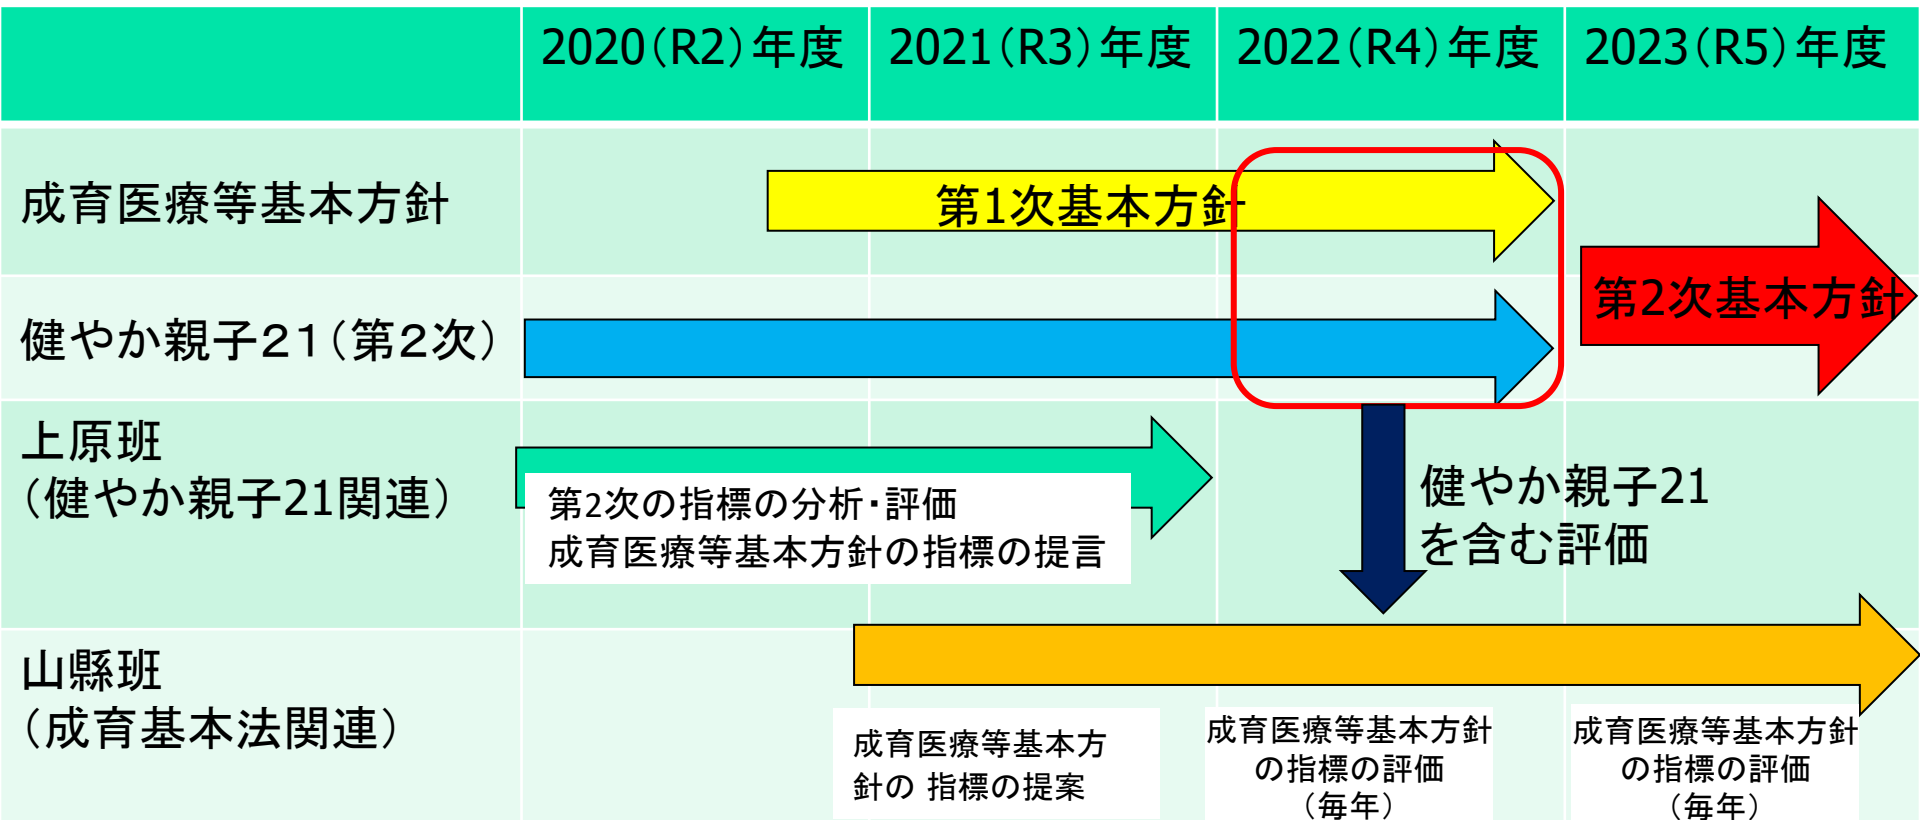 2020(R2)年度
2021(R3)年度
2022(R4)年度
2023(R5)年度
成育医療等基本方針
第1次基本方針
第2次基本方針
健やか親子21(第2次)
上原班
(健やか親子21関連)
第2次の指標の分析・評価
成育医療等基本方針の指標の提言
健やか親子21
を含む評価
山縣班
(成育基本法関連)
成育医療等基本方
針の 指標の提案
成育医療等基本方針
の指標の評価
(毎年)
成育医療等基本方針
の指標の評価
(毎年)